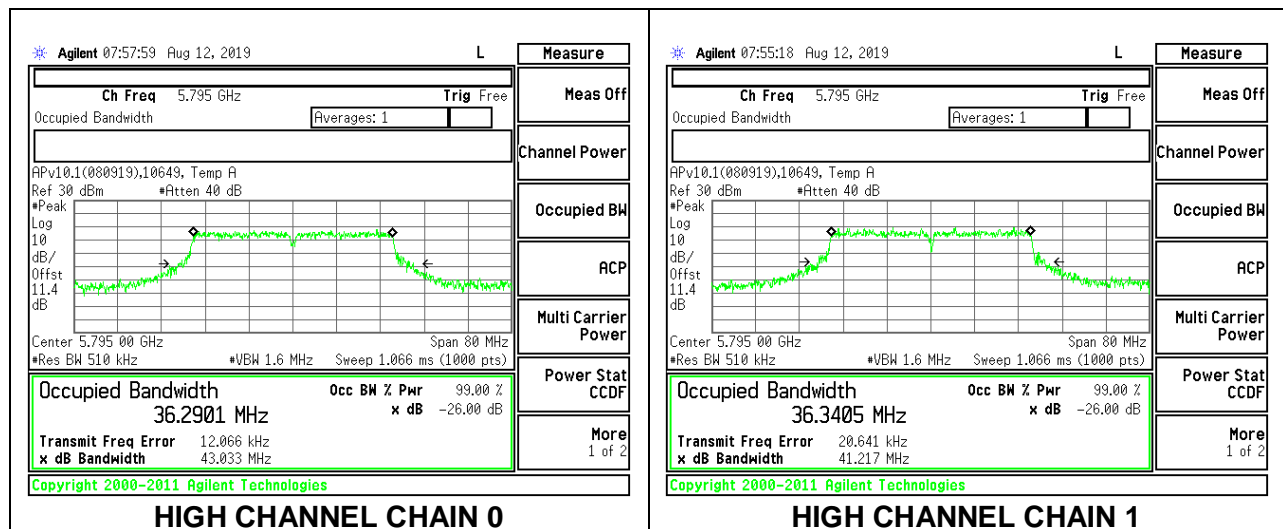 Agilent 07:57:59 Aug 12, 2019 L Measure
Ch Freq 5.795 GHz Trig Free
Occupied Bandwidth Averages: 1
APv10.1(080919),10649, Temp A
Ref 30 dBm #Atten 40 dB
#Peak
Log
10
dB/
Offst
11.4
dB
Center 5.795 00 GHz Span 80 MHz
#Res BW 510 kHz #VBW 1.6 MHz Sweep 1.066 ms (1000 pts)
Occupied Bandwidth Occ BW % Pwr 99.00 %
36.2901 MHz x dB -26.00 dB
Transmit Freq Error 12.066 kHz
x dB Bandwidth 43.033 MHz
Copyright 2000-2011 Agilent Technologies
Meas Off
Channel Power
Occupied BW
ACP
Multi Carrier
Power
Power Stat
CCDF
More
1 of 2
HIGH CHANNEL CHAIN 0
Agilent 07:55:18 Aug 12, 2019 L Measure
Ch Freq 5.795 GHz Trig Free
Occupied Bandwidth Averages: 1
APv10.1(080919),10649, Temp A
Ref 30 dBm #Atten 40 dB
#Peak
Log
10
dB/
Offst
11.4
dB
Center 5.795 00 GHz Span 80 MHz
#Res BW 510 kHz #VBW 1.6 MHz Sweep 1.066 ms (1000 pts)
Occupied Bandwidth Occ BW % Pwr 99.00 %
36.3405 MHz x dB -26.00 dB
Transmit Freq Error 20.641 kHz
x dB Bandwidth 41.217 MHz
Copyright 2000-2011 Agilent Technologies
Meas Off
Channel Power
Occupied BW
ACP
Multi Carrier
Power
Power Stat
CCDF
More
1 of 2
HIGH CHANNEL CHAIN 1